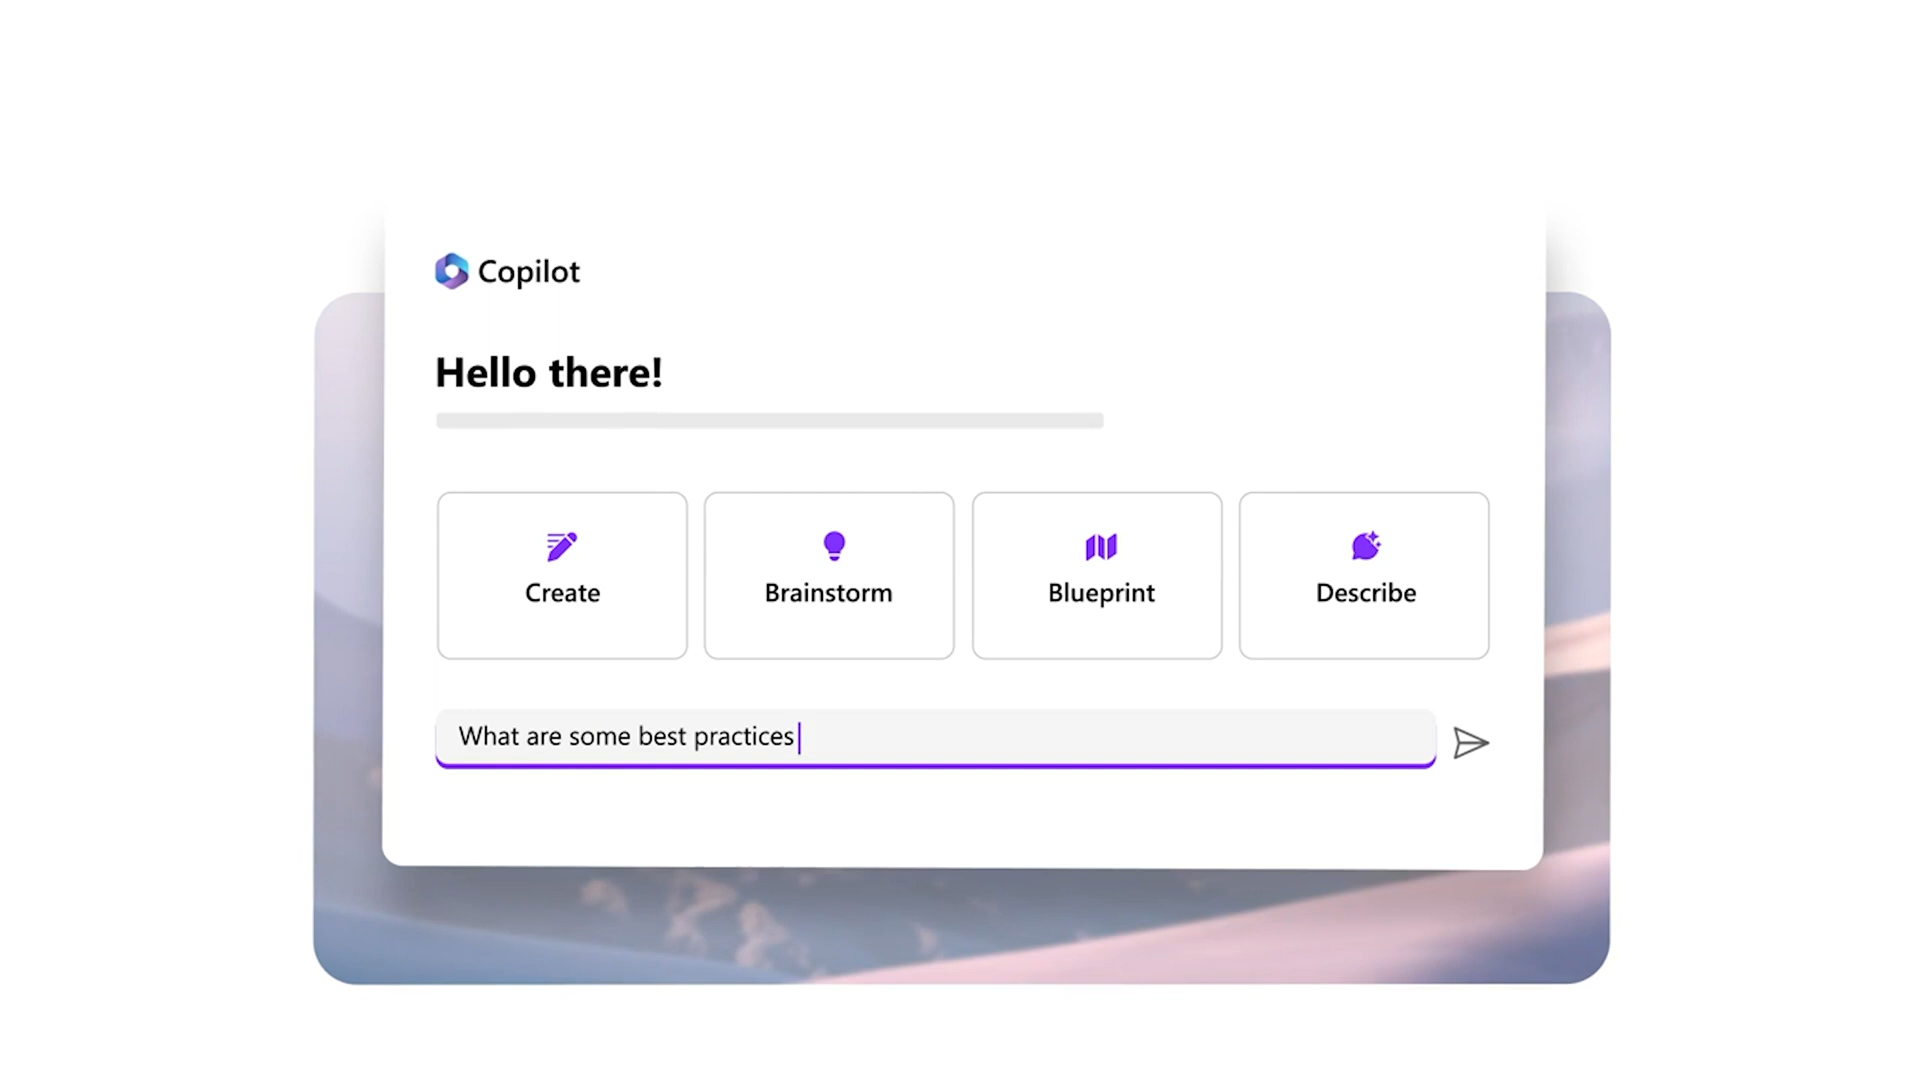 Copilot
Hello there!
Create
Brainstorm
Blueprint
Describe
What are some best practices